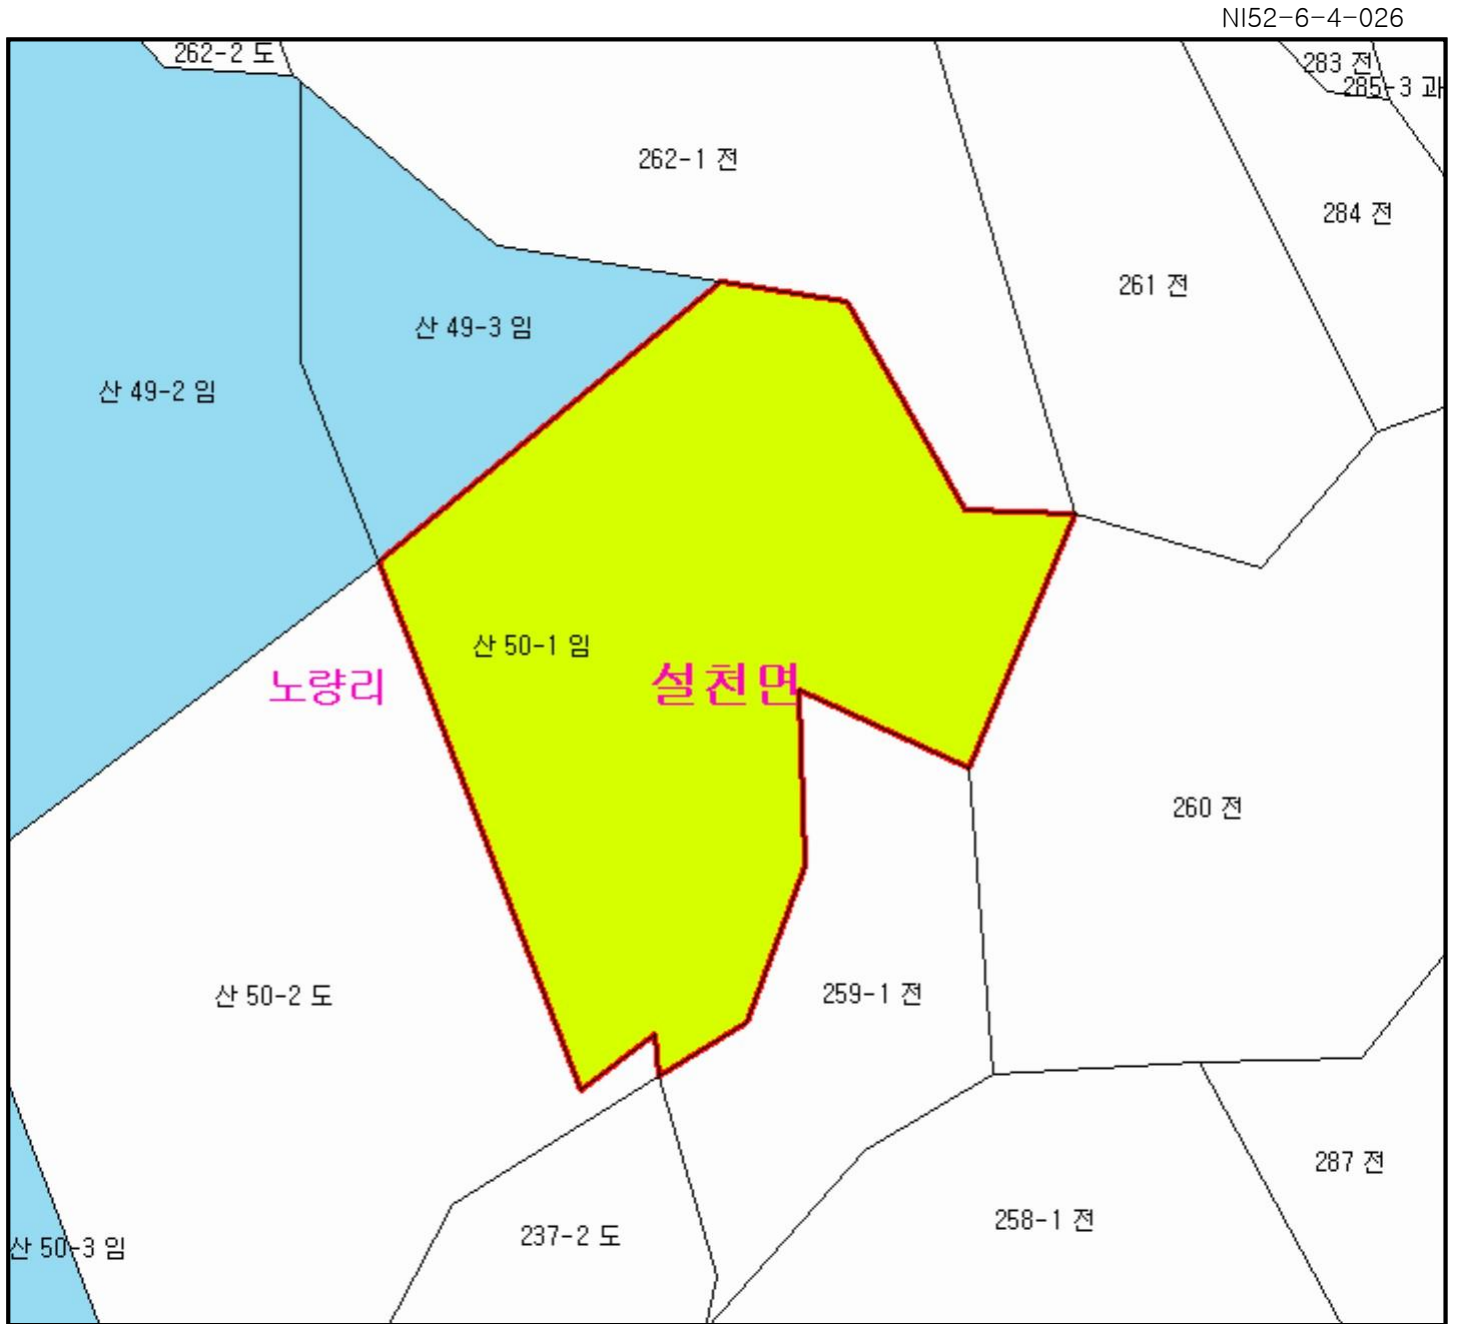 NI52-6-4-026
262-2 도
283 전
285-3 과
262-1 전
284 전
261 전
산 49-3 임
산 49-2 임
산 50-1 임
노량리
설천면
260 전
산 50-2 도
259-1 전
287 전
258-1 전
237-2 도
산 50-3 임